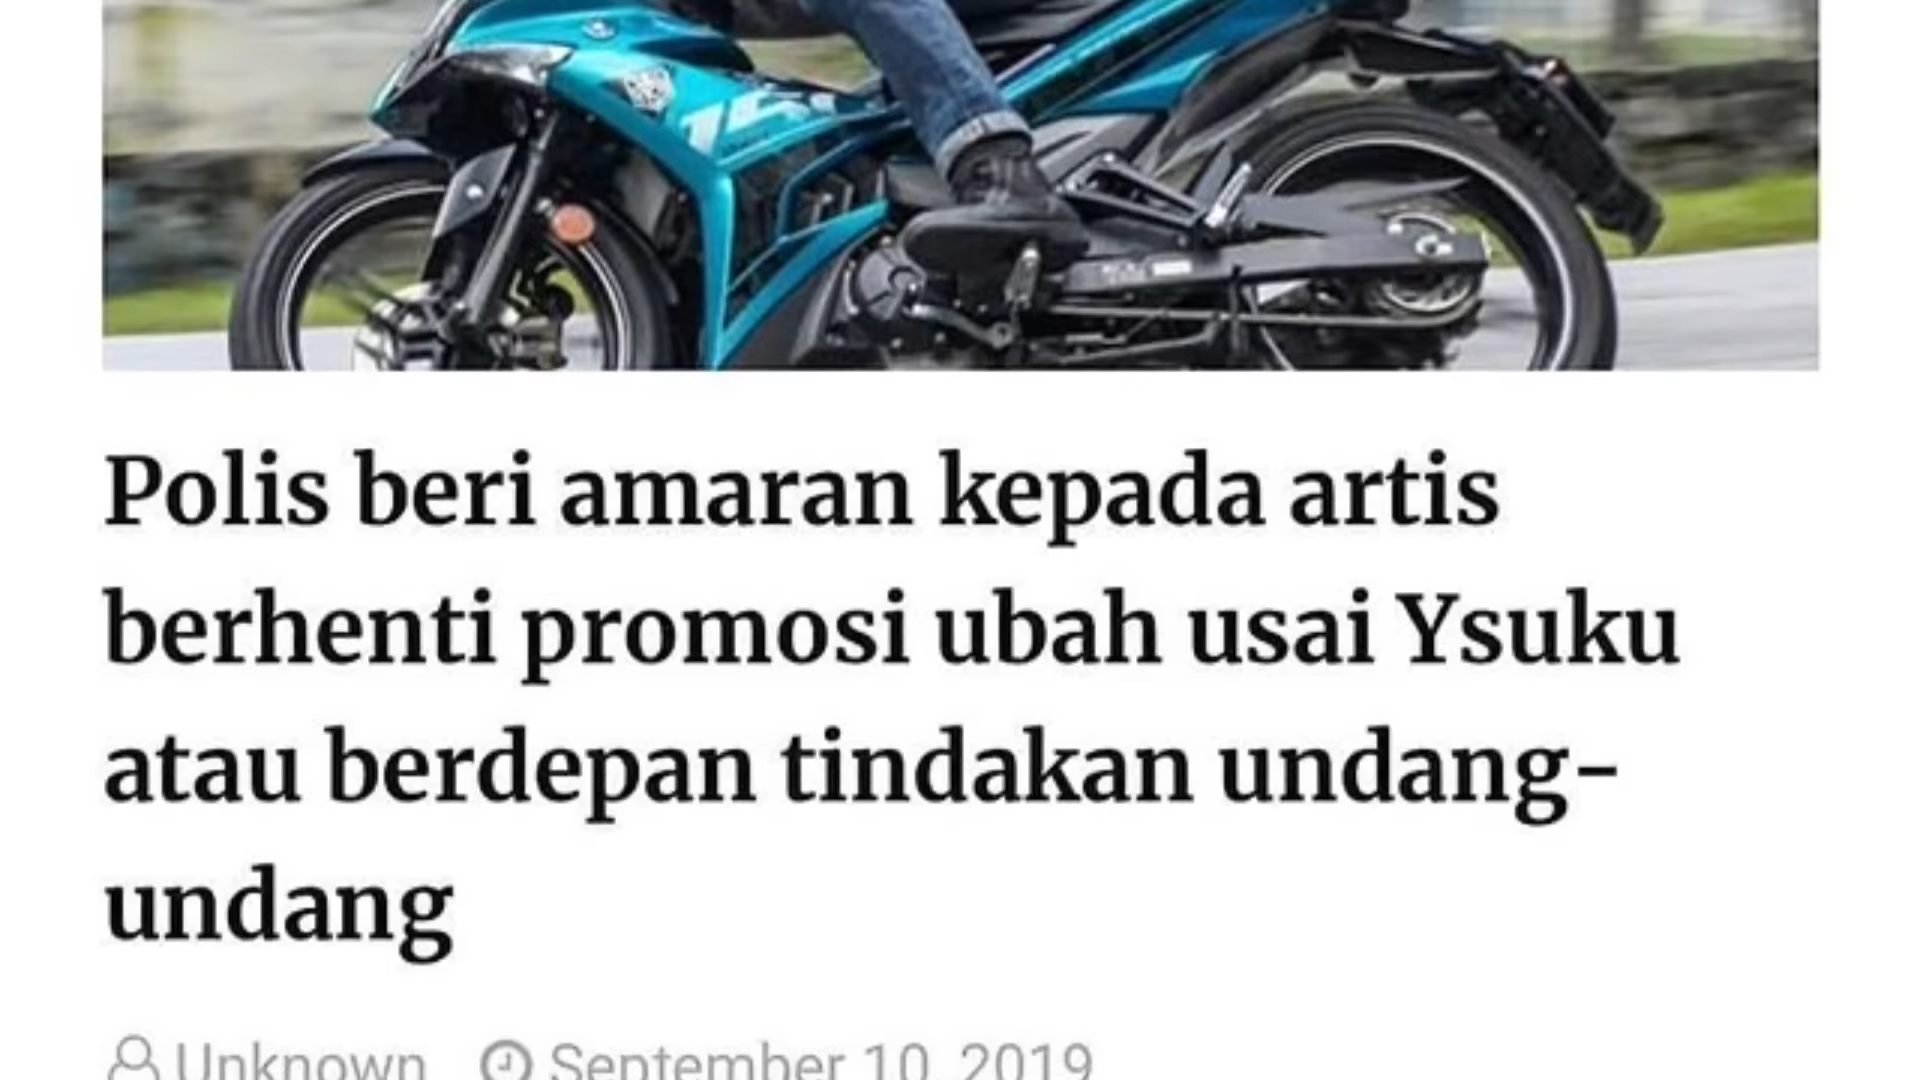 Polis beri amaran kepada artis
berhenti promosi ubah usai Ysuku
atau berdepan tindakan undang-
undang
Unknown September 10, 2019